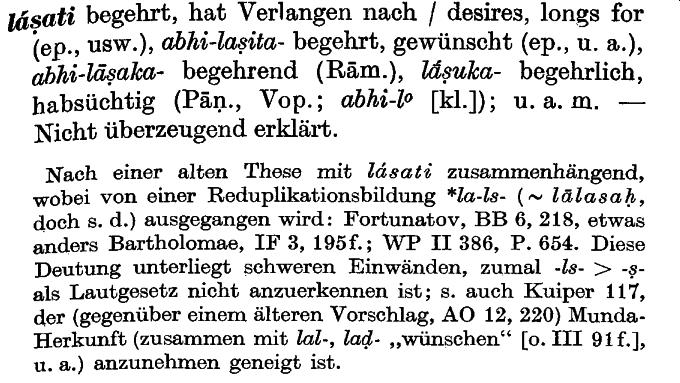 láṣati begehrt, hat Verlangen nach / desires, longs for
(ep., usw.), abhi-laṣita- begehrt, gewünscht (ep., u. a.),
abhi-lāṣaka- begehrend (Rām.), lā́ṣuka- begehrlich,
habsüchtig (Pāṇ., Vop.; abhi-l⁰ [kl.]); u. a. m. —
Nicht überzeugend erklärt.
Nach einer alten These mit lásati zusammenhängend,
wobei von einer Reduplikationsbildung *la-ls- (~ lālasaḥ,
doch s. d.) ausgegangen wird: Fortunatov, BB 6, 218, etwas
anders Bartholomae, IF 3, 195f.; WP II 386, P. 654. Diese
Deutung unterliegt schweren Einwänden, zumal -ls- > -ṣ-
als Lautgesetz nicht anzuerkennen ist; s. auch Kuiper 117,
der (gegenüber einem älteren Vorschlag, AO 12, 220) Munda-
Herkunft (zusammen mit lal-, laḍ- „wünschen“ [o. III 91f.],
u. a.) anzunehmen geneigt ist.